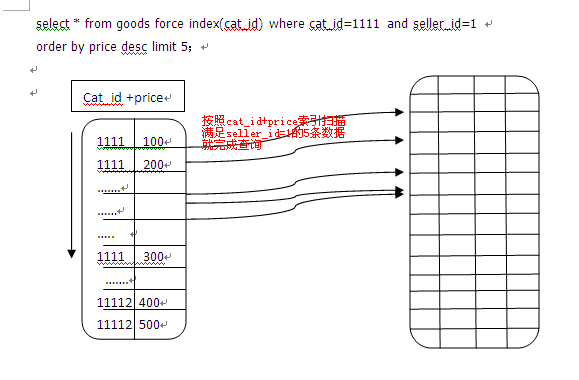 select * from goods force index(cat_id) where cat_id=1111 and seller_id=1
order by price desc limit 5;
Cat_id +price
按照cat_id+price索引扫描
满足seller_id=1的5条数据
就完成查询
1111 100
1111 200
.......
......
.....
1111 300
.......
11112 400
11112 500